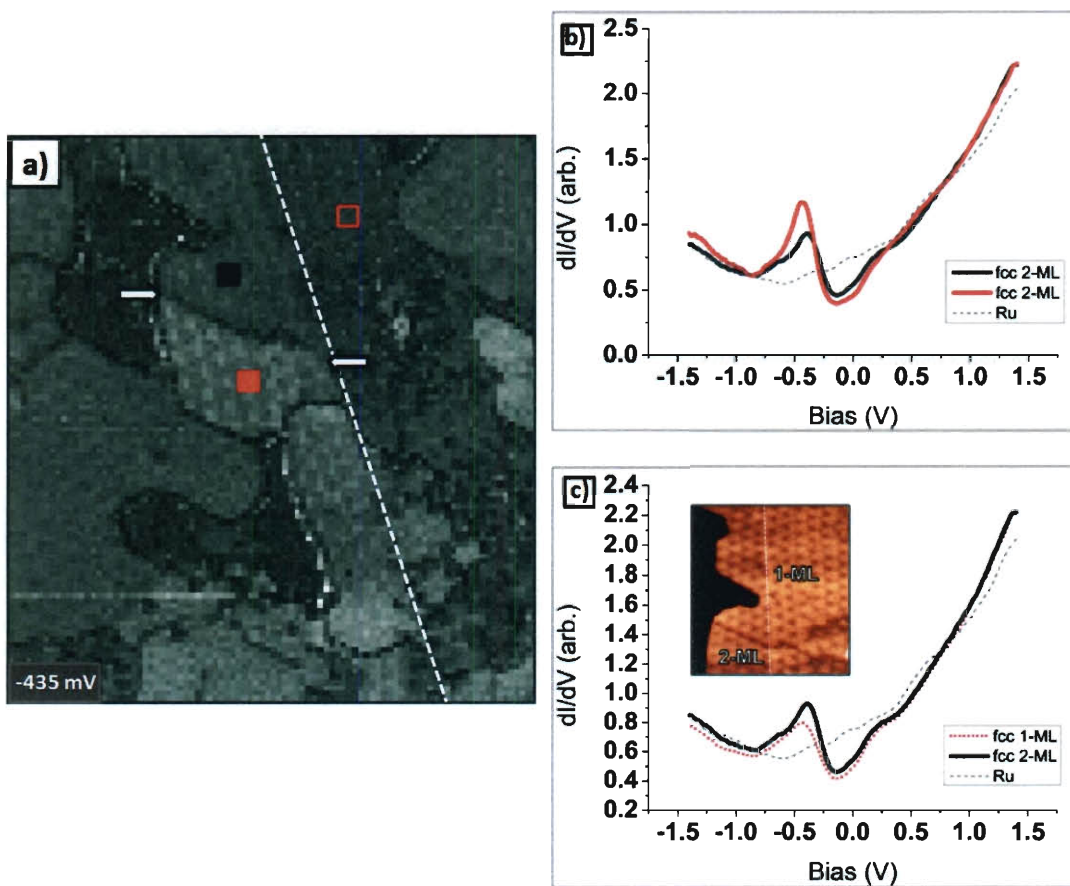 a)
-435 mV
b)
2.5
2.0
1.5
1.0
0.5
0.0
dI/dV (arb.)
-1.5 -1.0 -0.5 0.0 0.5 1.0 1.5
Bias (V)
fcc 2-ML
fcc 2-ML
Ru
c)
2.4
2.2
2.0
1.8
1.6
1.4
1.2
1.0
0.8
0.6
0.4
0.2
dI/dV (arb.)
1-ML
2-ML
-1.5 -1.0 -0.5 0.0 0.5 1.0 1.5
Bias (V)
fcc 1-ML
fcc 2-ML
Ru